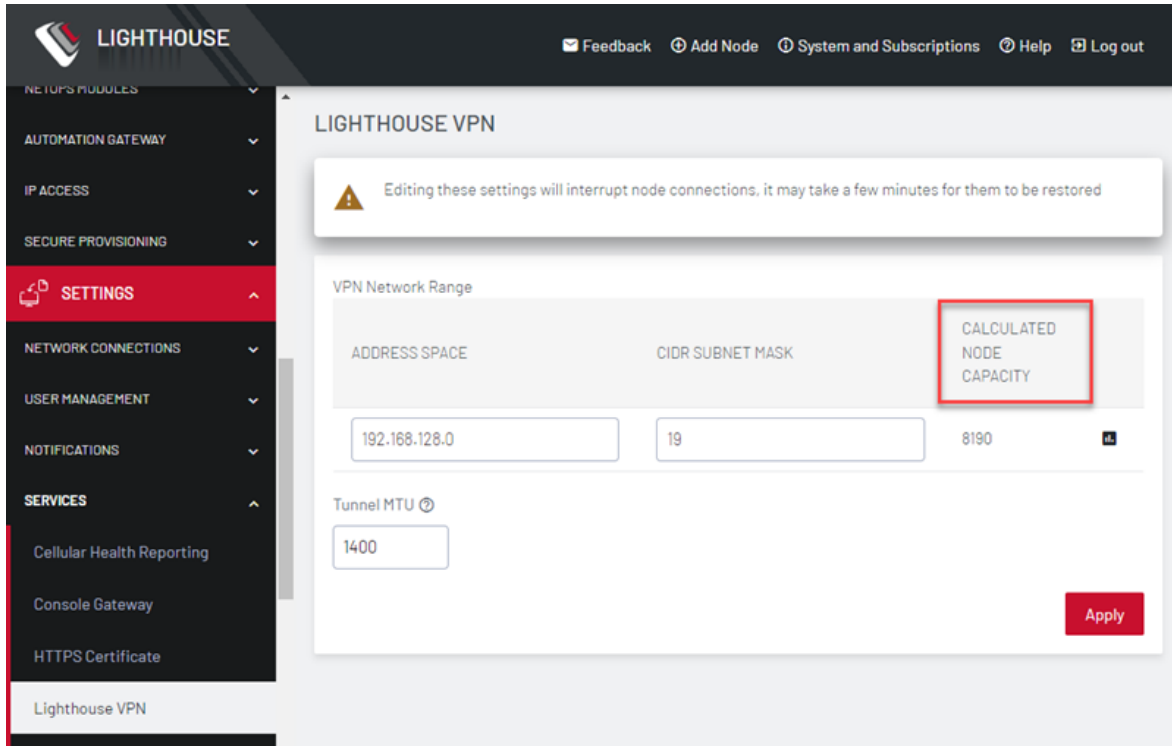 LIGHTHOUSE
Feedback Add Node System and Subscriptions Help Log out
NETOPS MODULES
AUTOMATION GATEWAY
IP ACCESS
SECURE PROVISIONING
SETTINGS
NETWORK CONNECTIONS
USER MANAGEMENT
NOTIFICATIONS
SERVICES
Cellular Health Reporting
Console Gateway
HTTPS Certificate
Lighthouse VPN
LIGHTHOUSE VPN
Editing these settings will interrupt node connections, it may take a few minutes for them to be restored
VPN Network Range
ADDRESS SPACE CIDR SUBNET MASK CALCULATED
NODE
CAPACITY
192.168.128.0 19 8190
Tunnel MTU
1400
Apply